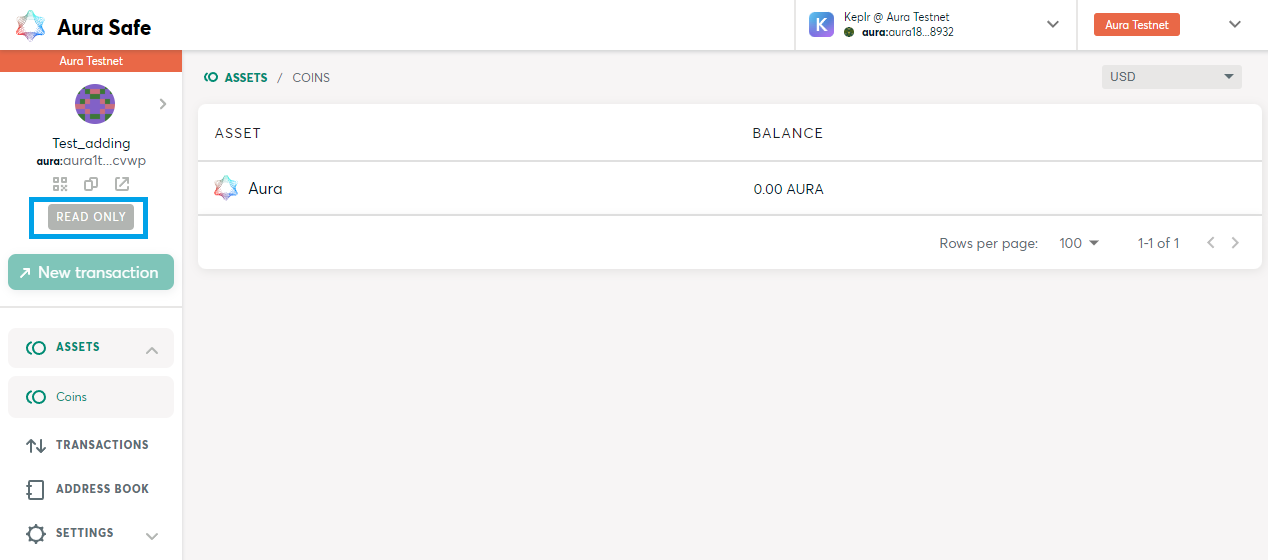 Aura Safe
K
Keplr @ Aura Testnet
aura:aura18...8932
Aura Testnet
Aura Testnet
Test_adding
aura:aura1t...cvwp
READ ONLY
New transaction
ASSETS
Coins
TRANSACTIONS
ADDRESS BOOK
SETTINGS
ASSETS / COINS
USD
ASSET BALANCE
Aura 0.00 AURA
Rows per page: 100 1-1 of 1